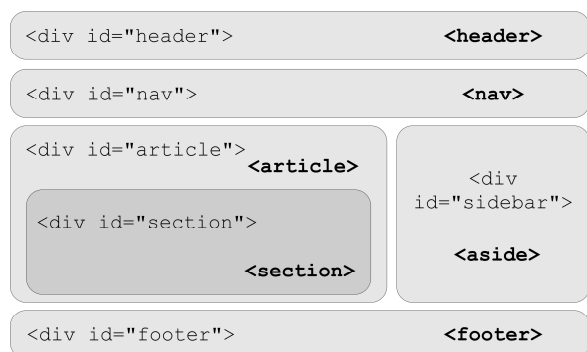 <div id="header"> <header>
<div id="nav"> <nav>
<div id="article">
<article>
<div id="section">
<section>
<div
id="sidebar">
<aside>
<div id="footer"> <footer>